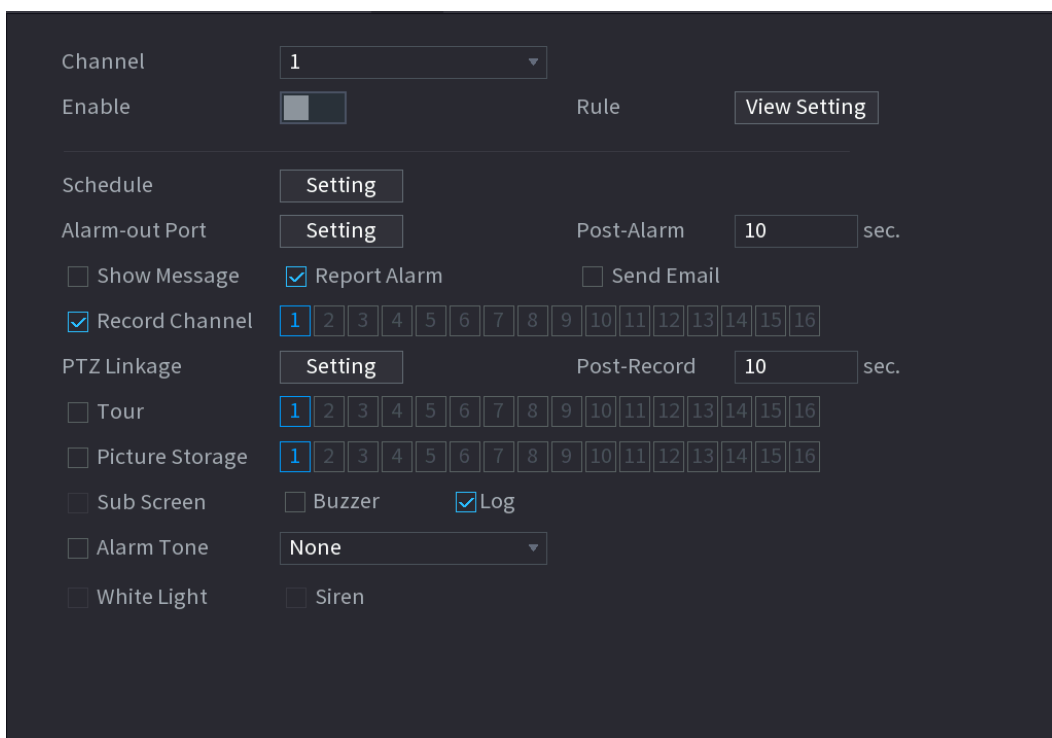 Channel 1
Enable Rule View Setting
Schedule Setting
Alarm-out Port Setting Post-Alarm 10 sec.
Show Message Report Alarm Send Email
Record Channel 1 2 3 4 5 6 7 8 9 10 11 12 13 14 15 16
PTZ Linkage Setting Post-Record 10 sec.
Tour 1 2 3 4 5 6 7 8 9 10 11 12 13 14 15 16
Picture Storage 1 2 3 4 5 6 7 8 9 10 11 12 13 14 15 16
Sub Screen Buzzer Log
Alarm Tone None
White Light Siren